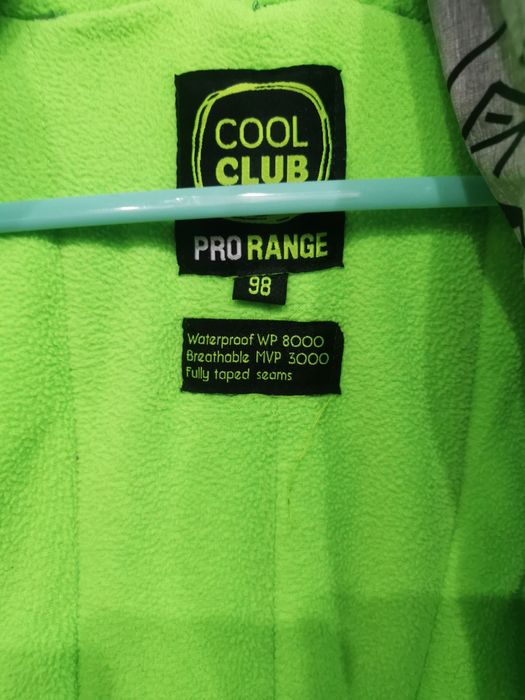 COOL
CLUB
PRO RANGE
98
Waterproof WP 8000
Breathable MVP 3000
Fully taped seams